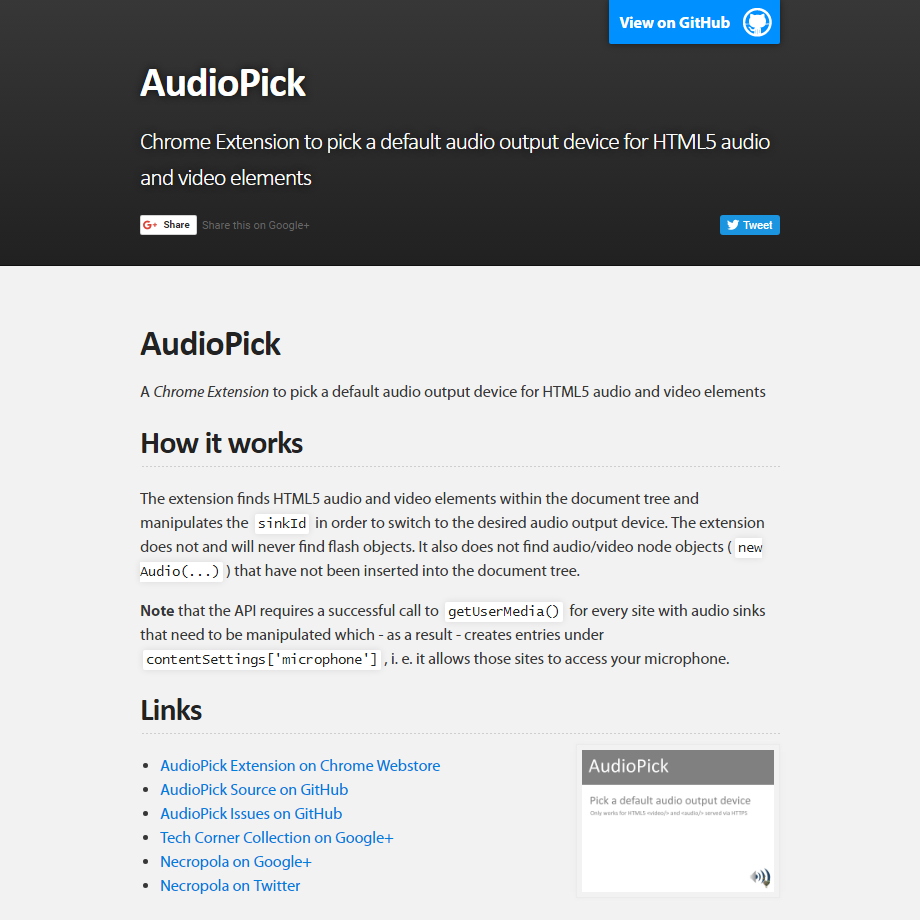 View on GitHub
AudioPick
Chrome Extension to pick a default audio output device for HTML5 audio
and video elements
G+ Share Share this on Google+
Tweet
AudioPick
A Chrome Extension to pick a default audio output device for HTML5 audio and video elements
How it works
The extension finds HTML5 audio and video elements within the document tree and
manipulates the sinkId in order to switch to the desired audio output device. The extension
does not and will never find flash objects. It also does not find audio/video node objects ( new
Audio(...) ) that have not been inserted into the document tree.
Note that the API requires a successful call to getUserMedia() for every site with audio sinks
that need to be manipulated which - as a result - creates entries under
contentSettings['microphone'] , i. e. it allows those sites to access your microphone.
Links
AudioPick Extension on Chrome Webstore
AudioPick Source on GitHub
AudioPick Issues on GitHub
Tech Corner Collection on Google+
Necropola on Google+
Necropola on Twitter
AudioPick
Pick a default audio output device
Only works for HTML5 <video/> and <audio/> served via HTTPS